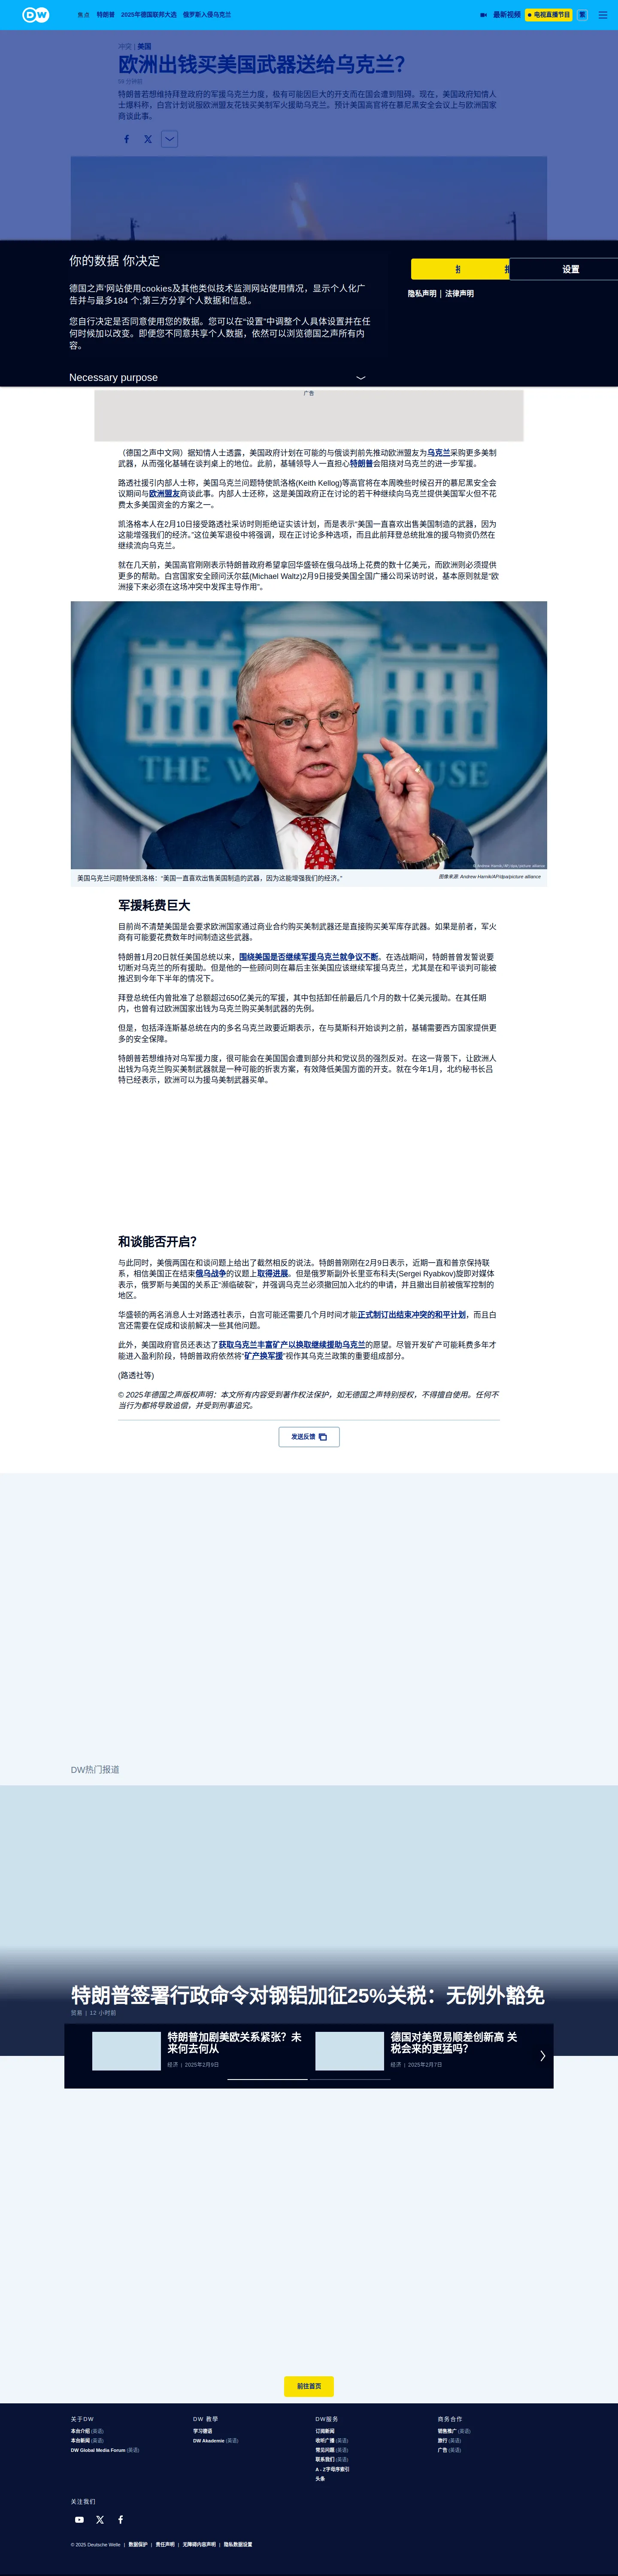 DW
焦点 特朗普 2025年德国联邦大选 俄罗斯入侵乌克兰 最新视频 电视直播节目 繁
冲突 | 美国
欧洲出钱买美国武器送给乌克兰？
特朗普若想维持拜登政府的军援乌克兰力度，极有可能因巨大的开支而在国会遭到阻碍。现在，美国政府知情人
士爆料称，白宫计划说服欧洲盟友花钱买美制军火援助乌克兰。预计美国高官将在慕尼黑安全会议上与欧洲国家
商谈此事。
你的数据 你决定
德国之声'网站使用cookies及其他类似技术监测网站使用情况，显示个人化广
告并与最多184 个;第三方分享个人数据和信息。
您自行决定是否同意使用您的数据。您可以在"设置"中调整个人具体设置并在任
何时候加以改变。即便您不同意共享个人数据，依然可以浏览德国之声所有内
容。
Necessary purpose
设置
隐私声明 | 法律声明
广告
（德国之声中文网）据知情人士透露，美国政府计划在可能的与俄谈判前先推动欧洲盟友为乌克兰采购更多美制
武器，从而强化基辅在谈判桌上的地位。此前，基辅领导人一直担心特朗普会阻挠对乌克兰的进一步军援。
路透社援引内部人士称，美国乌克兰问题特使凯洛格(Keith Kellog)等高官将在本周晚些时候召开的慕尼黑安全会
议期间与欧洲盟友商谈此事。内部人士还称，这是美国政府正在讨论的若干种继续向乌克兰提供美国军火但不花
费太多美国资金的方案之一。
凯洛格本人在2月10日接受路透社采访时则拒绝证实该计划，而是表示"美国一直喜欢出售美国制造的武器，因为
这能增强我们的经济。"这位美军退役中将强调，现在正讨论多种选项，而且此前拜登总统批准的援乌物资仍然在
继续流向乌克兰。
就在几天前，美国高官刚刚表示特朗普政府希望拿回华盛顿在俄乌战场上花费的数十亿美元，而欧洲则必须提供
更多的帮助。白宫国家安全顾问沃尔兹(Michael Waltz)2月9日接受美国全国广播公司采访时说，基本原则就是"欧
洲接下来必须在这场冲突中发挥主导作用"。
美国乌克兰问题特使凯洛格：“美国一直喜欢出售美国制造的武器，因为这能增强我们的经济。”
图像来源: Andrew Harnik/AP/dpa/picture alliance
军援耗费巨大
目前尚不清楚美国是会要求欧洲国家通过商业合约购买美制武器还是直接购买美军库存武器。如果是前者，军火
商有可能要花费数年时间制造这些武器。
特朗普1月20日就任美国总统以来，围绕美国是否继续军援乌克兰就争议不断。在选战期间，特朗普曾发誓说要
切断对乌克兰的所有援助。但是他的一些顾问则在幕后主张美国应该继续军援乌克兰，尤其是在和平谈判可能被
推迟到今年下半年的情况下。
拜登总统任内曾批准了总额超过650亿美元的军援，其中包括卸任前最后几个月的数十亿美元援助。在其任期
内，也曾有过欧洲国家出钱为乌克兰购买美制武器的先例。
但是，包括泽连斯基总统在内的多名乌克兰政要近期表示，在与莫斯科开始谈判之前，基辅需要西方国家提供更
多的安全保障。
特朗普若想维持对乌军援力度，很可能会在美国国会遭到部分共和党议员的强烈反对。在这一背景下，让欧洲人
出钱为乌克兰购买美制武器就是一种可能的折衷方案，有效降低美国方面的开支。就在今年1月，北约秘书长吕
特已经表示，欧洲可以为援乌美制武器买单。
和谈能否开启？
与此同时，美俄两国在和谈问题上给出了截然相反的说法。特朗普刚刚在2月9日表示，近期一直和普京保持联
系，相信美国正在结束俄乌战争的议题上取得进展。但是俄罗斯副外长里亚布科夫(Sergei Ryabkov)旋即对媒体
表示，俄罗斯与美国的关系正"濒临破裂"，并强调乌克兰必须撤回加入北约的申请，并且撤出目前被俄军控制的
地区。
华盛顿的两名消息人士对路透社表示，白宫可能还需要几个月时间才能正式制订出结束冲突的和平计划，而且白
宫还需要在促成和谈前解决一些其他问题。
此外，美国政府官员还表达了获取乌克兰丰富矿产以换取继续援助乌克兰的愿望。尽管开发矿产可能耗费多年才
能进入盈利阶段，特朗普政府依然将"矿产换军援"视作其乌克兰政策的重要组成部分。
(路透社等)
© 2025年德国之声版权声明：本文所有内容受到著作权法保护，如无德国之声特别授权，不得擅自使用。任何不
当行为都将导致追偿，并受到刑事追究。
发送反馈
DW热门报道
特朗普签署行政命令对钢铝加征25%关税：无例外豁免
贸易 | 12 小时前
特朗普加剧美欧关系紧张？未
来何去何从
经济 | 2025年2月8日
德国对美贸易顺差创新高 关
税会来的更猛吗？
经济 | 2025年2月7日
前往首页
关于DW
本台介绍 (英语)
本台新闻 (英语)
DW Global Media Forum (英语)
DW 教學
学习德语
DW Akademie (英语)
DW服务
订阅新闻
收听广播 (英语)
常见问题 (英语)
联系我们 (英语)
A - Z字母序索引
头条
商务合作
销售推广 (英语)
旅行 (英语)
广告 (英语)
关注我们
© 2025 Deutsche Welle | 数据保护 | 责任声明 | 无障碍内容声明 | 隐私数据设置